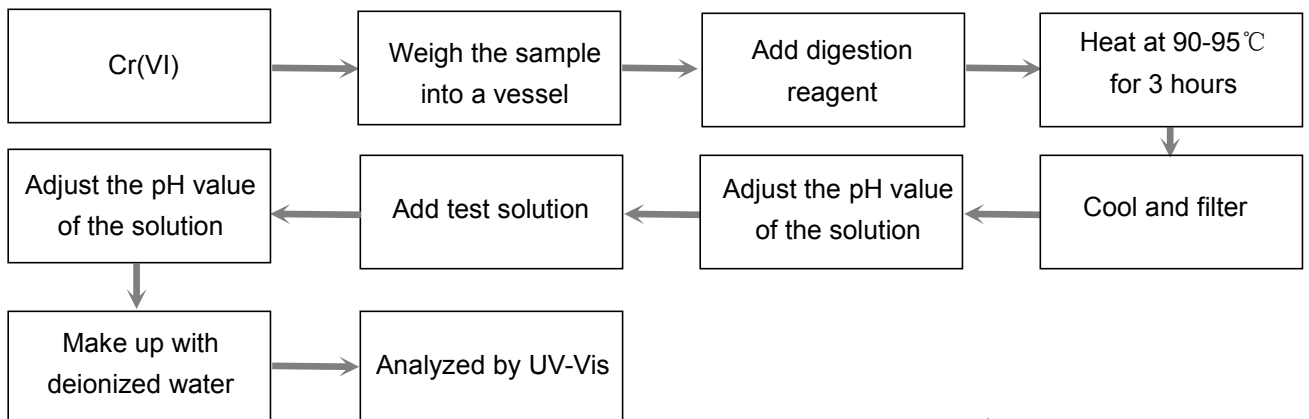 Cr(VI)
Weigh the sample
into a vessel
Add digestion
reagent
Heat at 90-95℃
for 3 hours
Cool and filter
Adjust the pH value
of the solution
Add test solution
Adjust the pH value
of the solution
Make up with
deionized water
Analyzed by UV-Vis